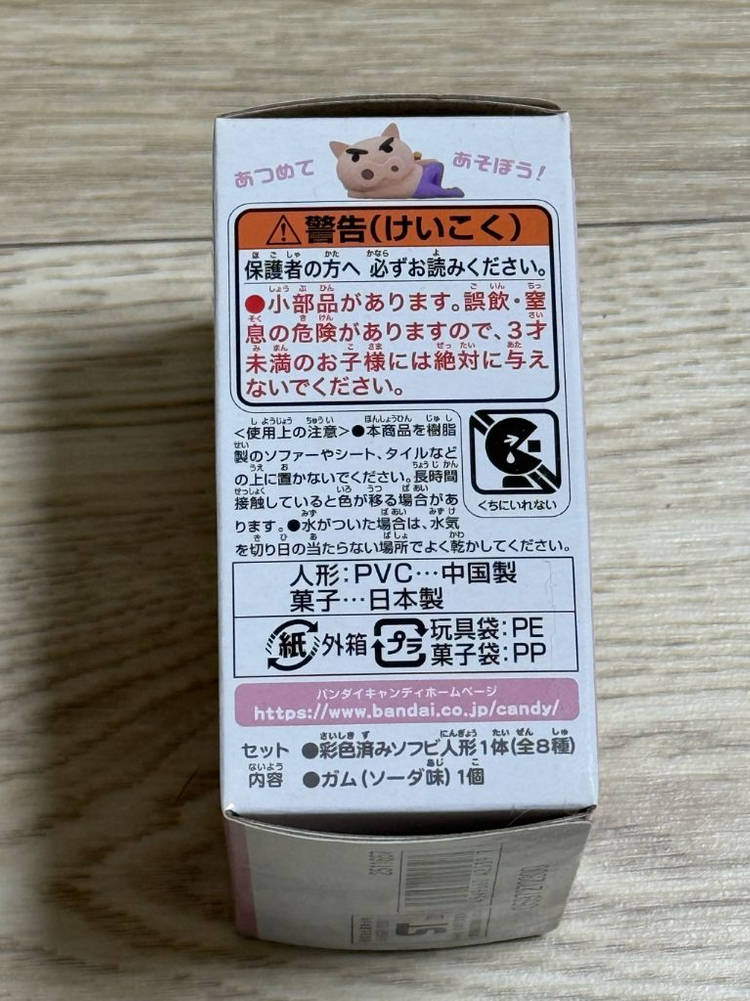 あつめて あそぼう!
警告(けいこく)
保護者の方へ 必ずお読みください。
●小部品があります。誤飲・窒
息の危険がありますので、3才
未満のお子様には絶対に与え
ないでください。
<使用上の注意>●本商品を樹脂
製のソファーやシート、タイルなど
の上に置かないでください。長時間
接触していると色が移る場合があ
ります。●水がついた場合は、水気
を切り日の当たらない場所でよく乾かしてください。
くちにいれない
人形:PVC…中国製
菓子…日本製
紙 外箱 プラ 玩具袋:PE
菓子袋:PP
バンダイキャンディホームページ
https://www.bandai.co.jp/candy/
セット ●彩色済みソフビ人形1体(全8種)
内容 ●ガム(ソーダ味)1個
ST